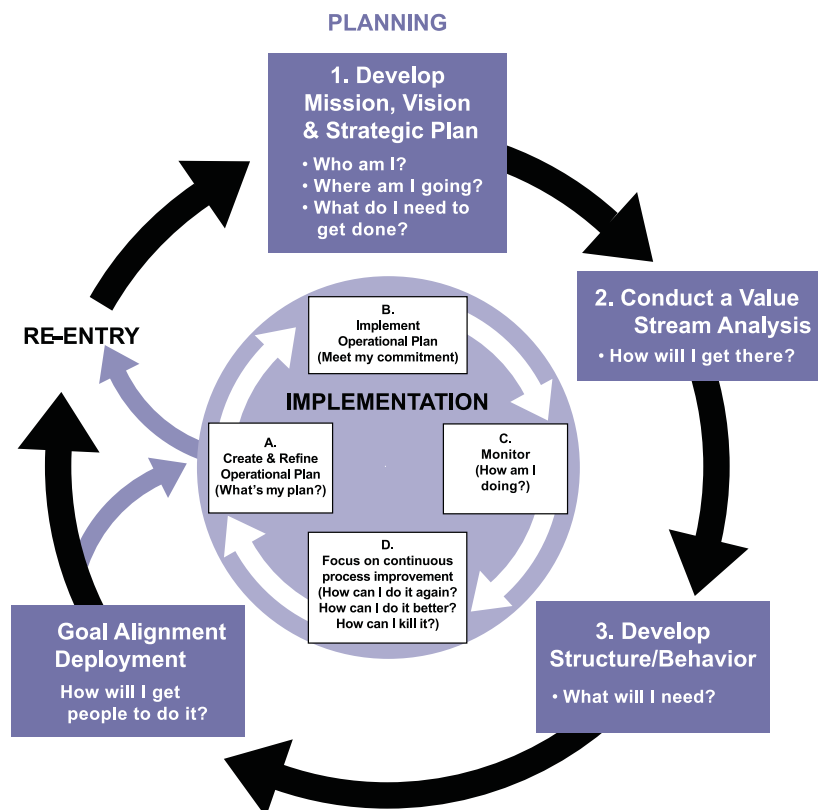 PLANNING
1. Develop
Mission, Vision
& Strategic Plan
• Who am I?
• Where am I going?
• What do I need to
get done?
2. Conduct a Value
Stream Analysis
• How will I get there?
3. Develop
Structure/Behavior
• What will I need?
Goal Alignment
Deployment
How will I get
people to do it?
RE-ENTRY
IMPLEMENTATION
A.
Create & Refine
Operational Plan
(What's my plan?)
B.
Implement
Operational Plan
(Meet my commitment)
C.
Monitor
(How am I
doing?)
D.
Focus on continuous
process improvement
(How can I do it again?
How can I do it better?
How can I kill it?)